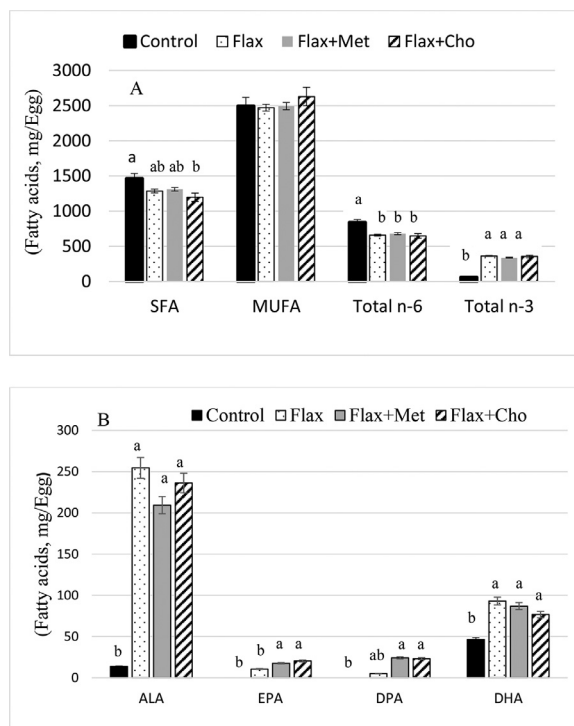 Control Flax Flax+Met Flax+Cho
A
(Fatty acids, mg/Egg)
3000
2500
2000
1500
1000
500
0
a ab ab b
a b b b
b a a a
SFA MUFA Total n-6 Total n-3
B
Control Flax Flax+Met Flax+Cho
(Fatty acids, mg/Egg)
300
250
200
150
100
50
0
b a a a
b b a a
b ab a a
b a a a
ALA EPA DPA DHA